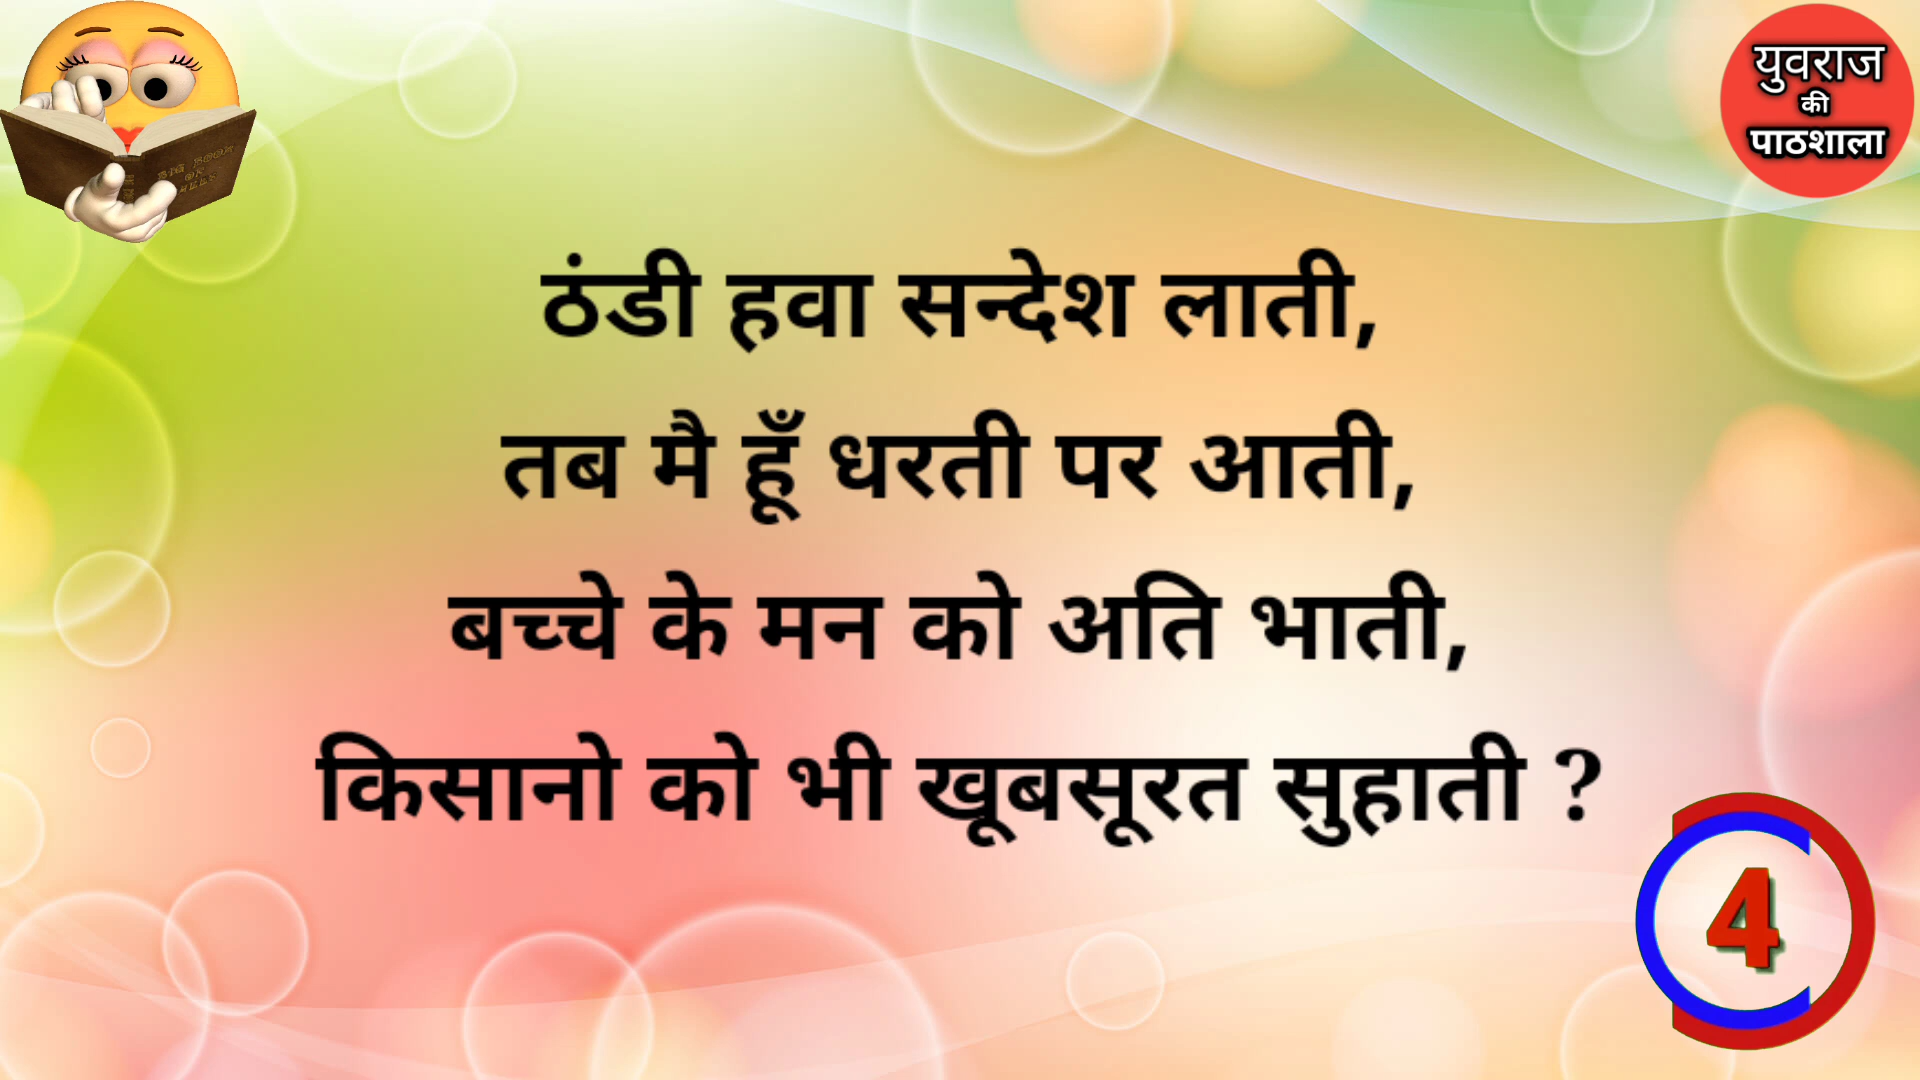 युवराज
की
पाठशाला
ठंडी हवा सन्देश लाती,
तब मै हूँ धरती पर आती,
बच्चे के मन को अति भाती,
किसानो को भी खूबसूरत सुहाती ?
4